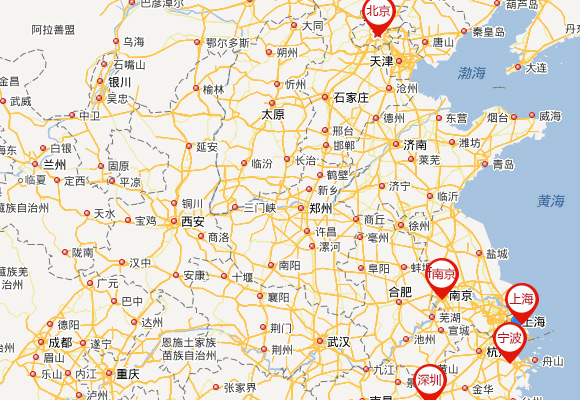 巴彦淖尔
北京
葫芦岛
大同
秦皇岛
阿拉善盟
乌海
鄂尔多斯
朔州
唐山
天津
渤海
大连
石嘴山
银川
吴忠
榆林
忻州
石家庄
沧州
武威
中卫
太原
德州
东营
烟台
威海
邢台
邯郸
济南
潍坊
莱芜
青岛
白银
兰州
固原
延安
临汾
长治
鹤壁
临夏
定西
平凉
新乡
济宁
临沂
黄海
铜川
三门峡
郑州
商丘
天水
宝鸡
西安
商洛
许昌
漯河
亳州
徐州
陇南
汉中
安康
十堰
南阳
阜阳
蚌埠
盐城
南京
南京
广元
巴中
襄阳
合肥
上海
上海
芜湖
宣城
德阳
达州
成都
遂宁
眉山
恩施土家族
苗族自治州
荆门
荆州
武汉
池州
宁波
舟山
乐山
内江
重庆
泸州
张家界
九江
黄山
深圳
金华